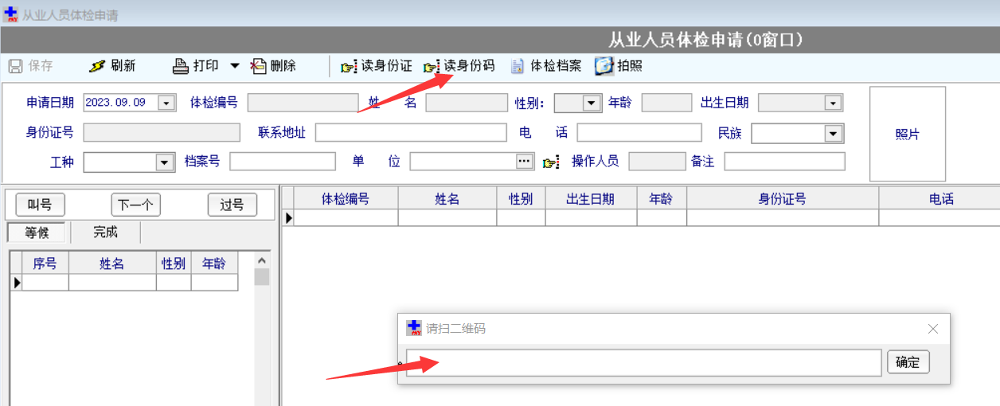 从业人员体检申请
从业人员体检申请(0窗口)
保存 刷新 打印 删除 读身份证 读身份码 体检档案 拍照
申请日期 2023.09.09 体检编号 姓 名 性别: 年龄 出生日期
身份证号 联系地址 电 话 民族 照片
工种 档案号 单 位 ... 操作人员 备注
叫号 下一个 过号
等候 完成
序号 姓名 性别 年龄
体检编号 姓名 性别 出生日期 年龄 身份证号 电话
请扫二维码
确定